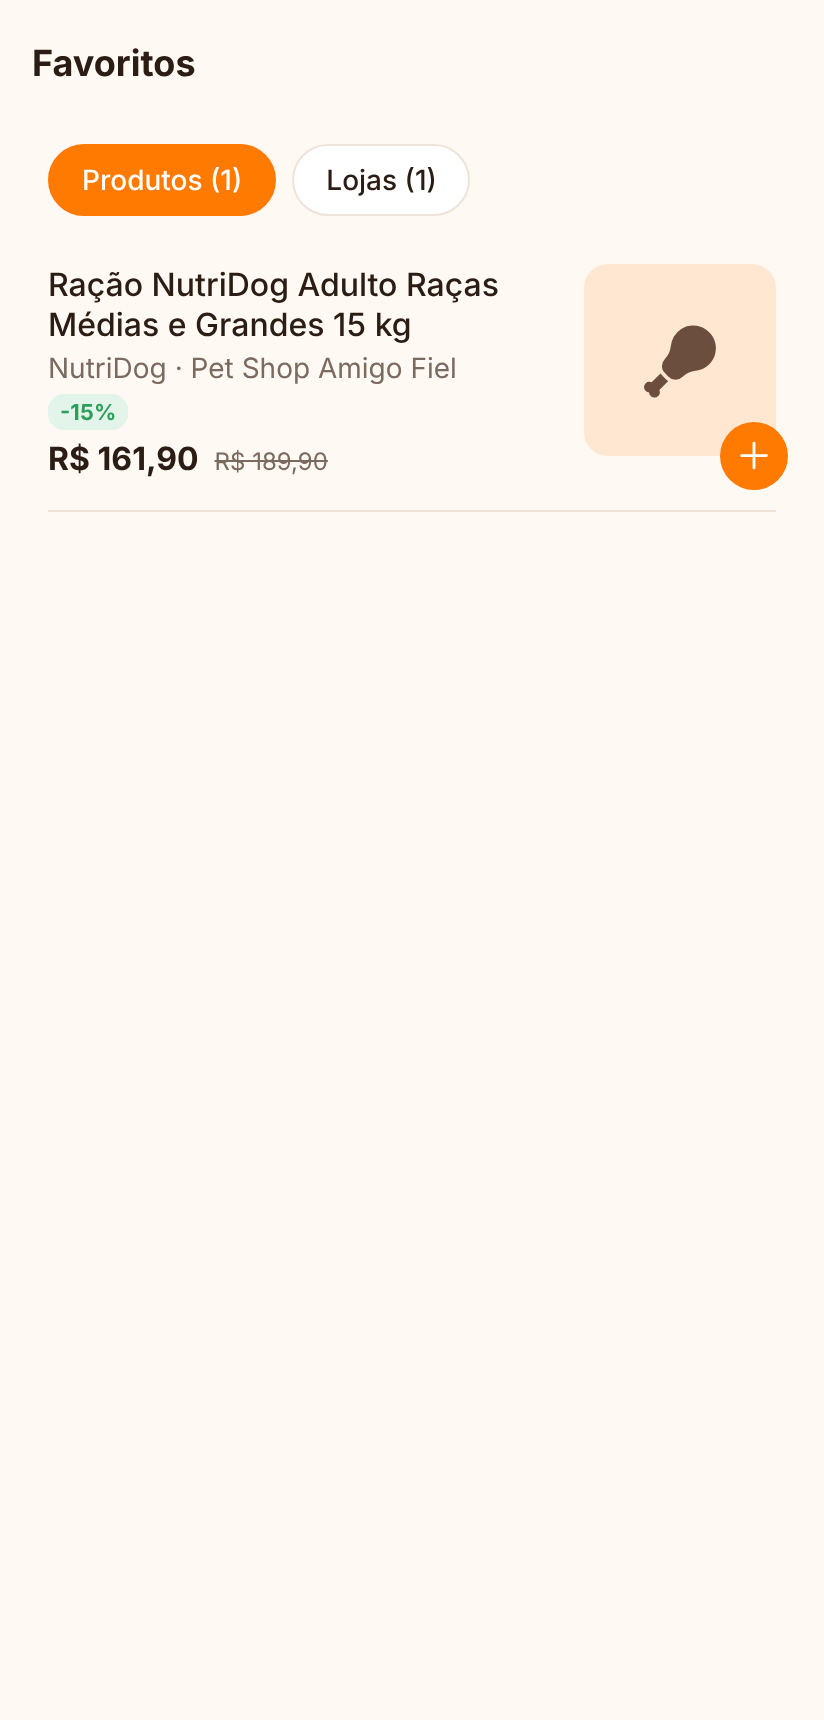 Favoritos
Produtos (1)
Lojas (1)
Ração NutriDog Adulto Raças
Médias e Grandes 15 kg
NutriDog · Pet Shop Amigo Fiel
-15%
R$ 161,90 R$ 189,90